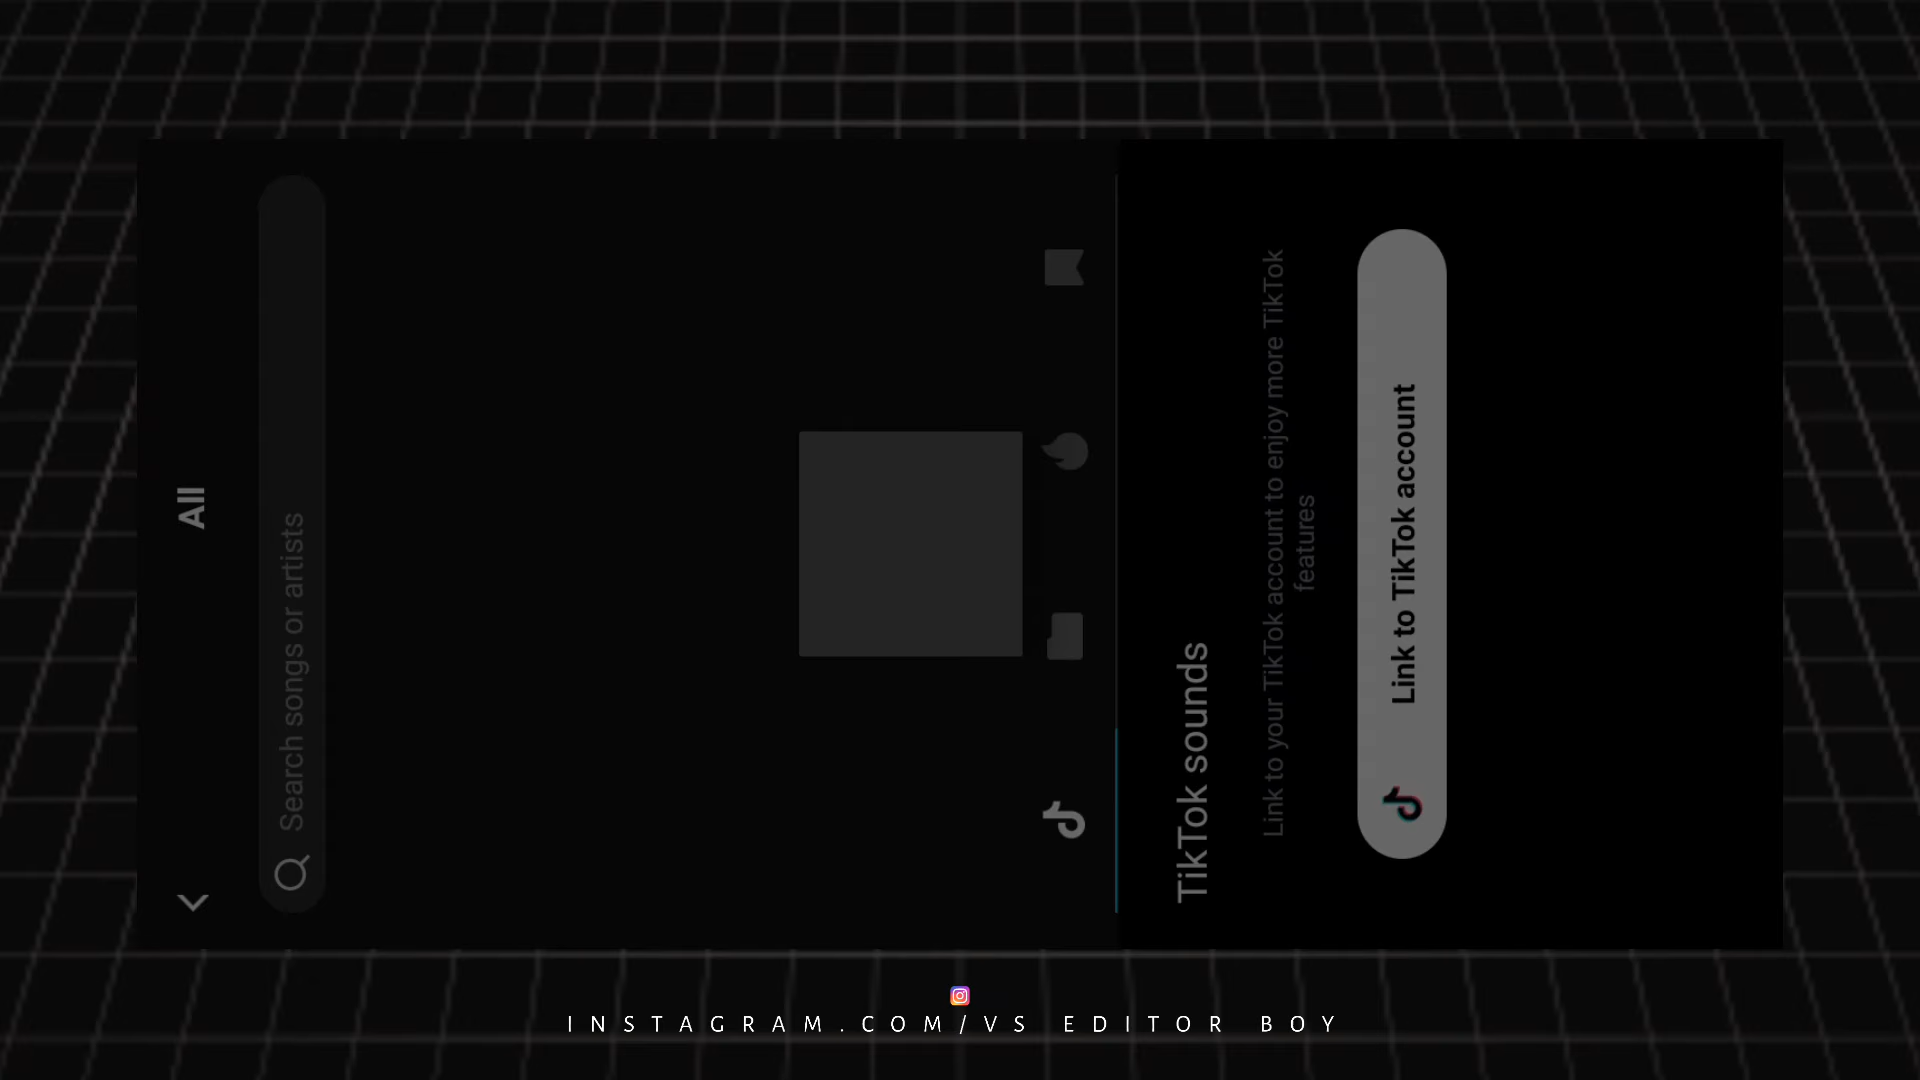 All
Search songs or artists
TikTok sounds
Link to your TikTok account to enjoy more TikTok
features
Link to TikTok account
INSTAGRAM.COM/VS EDITOR BOY